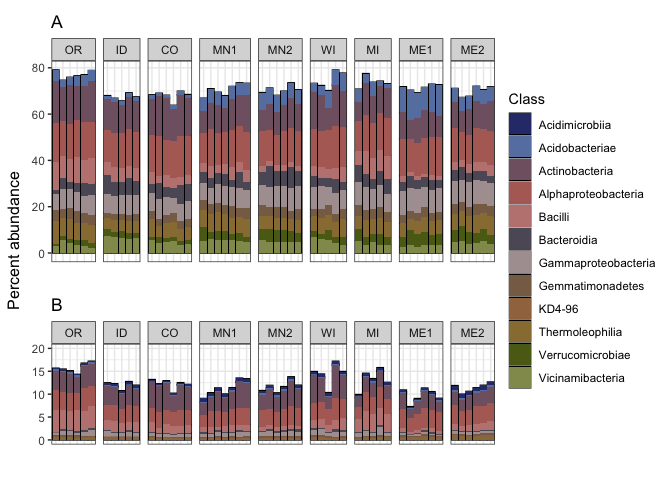 A
OR ID CO MN1 MN2 WI MI ME1 ME2
80
60
40
20
0
Percent abundance
B
OR ID CO MN1 MN2 WI MI ME1 ME2
20
15
10
5
0
Class
Acidimicrobiia
Acidobacteriae
Actinobacteria
Alphaproteobacteria
Bacilli
Bacteroidia
Gammaproteobacteria
Gemmatimonadetes
KD4-96
Thermoleophilia
Verrucomicrobiae
Vicinamibacteria